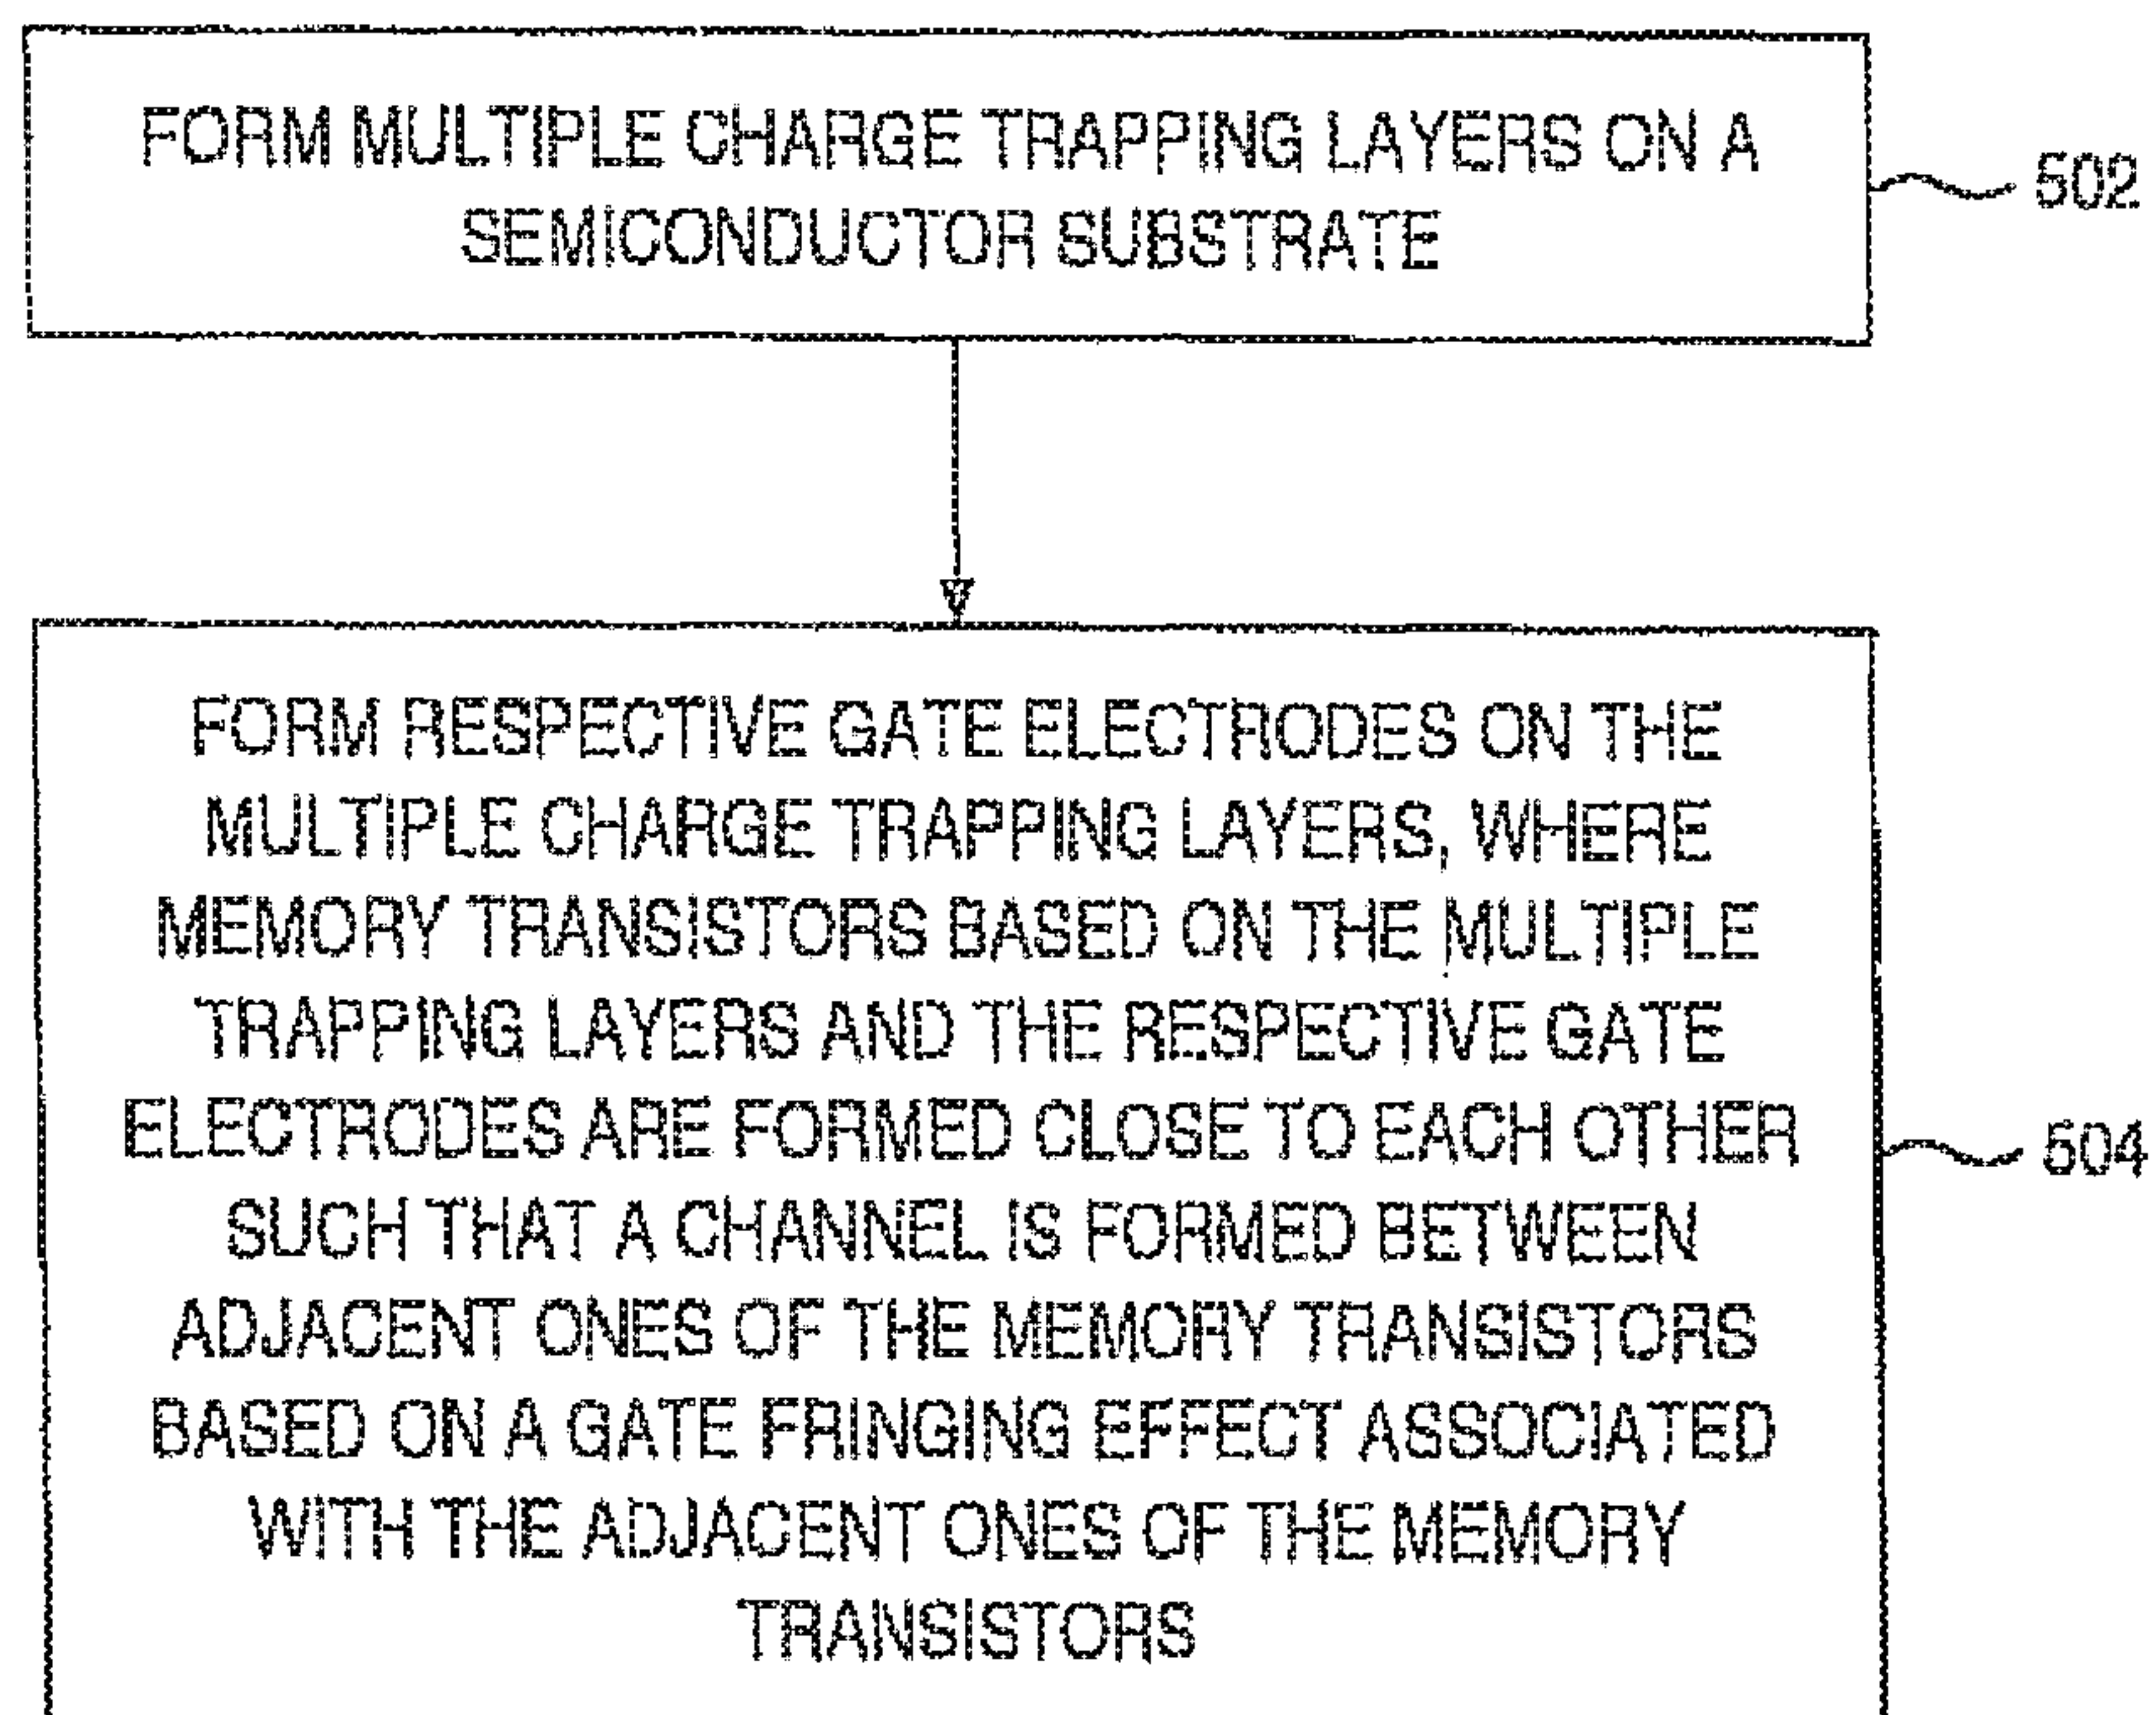 FORM MULTIPLE CHARGE TRAPPING LAYERS ON A
SEMICONDUCTOR SUBSTRATE
502
FORM RESPECTIVE GATE ELECTRODES ON THE
MULTIPLE CHARGE TRAPPING LAYERS, WHERE
MEMORY TRANSISTORS BASED ON THE MULTIPLE
TRAPPING LAYERS AND THE RESPECTIVE GATE
ELECTRODES ARE FORMED CLOSE TO EACH OTHER
SUCH THAT A CHANNEL IS FORMED BETWEEN
ADJACENT ONES OF THE MEMORY TRANSISTORS
BASED ON A GATE FRINGING EFFECT ASSOCIATED
WITH THE ADJACENT ONES OF THE MEMORY
TRANSISTORS
504